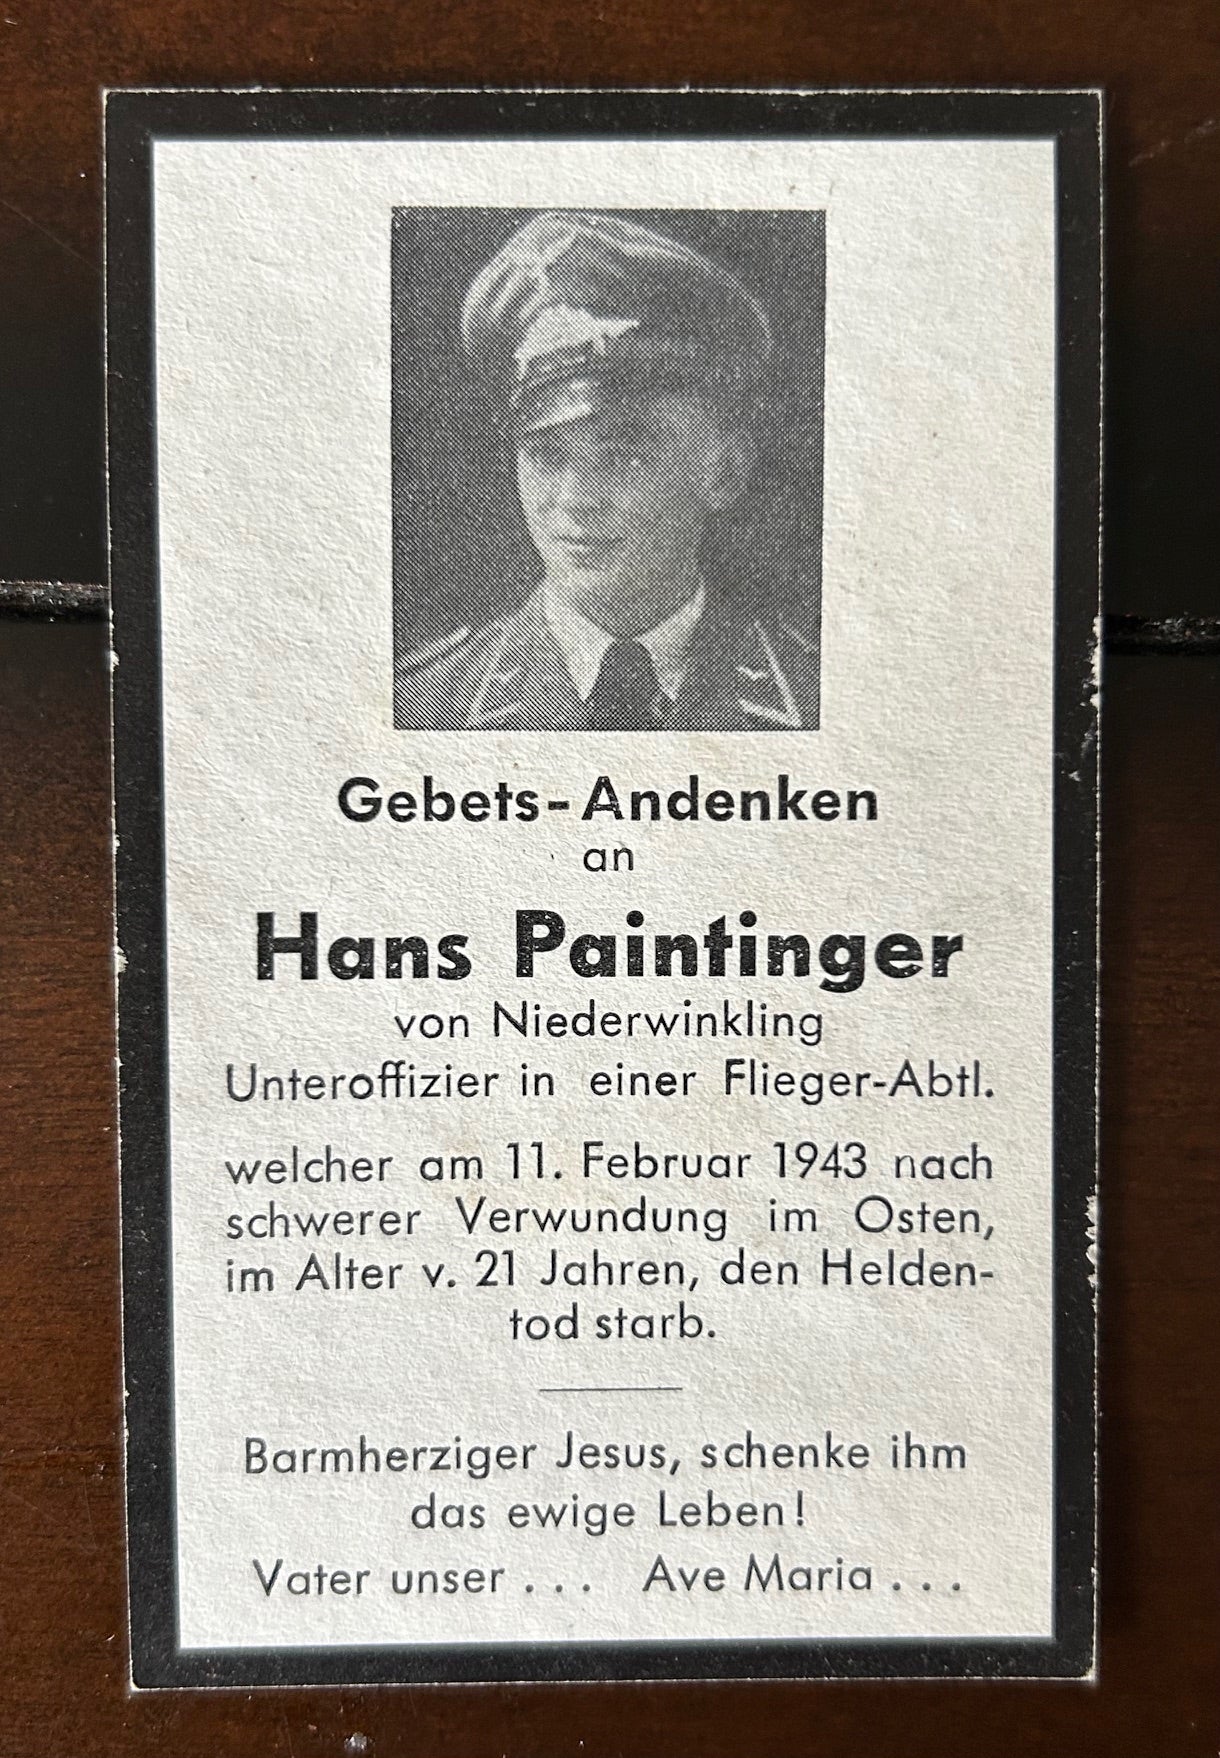 Gebets-Andenken
an
Hans Paintinger
von Niederwinkling
Unteroffizier in einer Flieger-Abtl.
welcher am 11. Februar 1943 nach
schwerer Verwundung im Osten,
im Alter v. 21 Jahren, den Helden-
tod starb.
Barmherziger Jesus, schenke ihm
das ewige Leben!
Vater unser . . . Ave Maria . . .